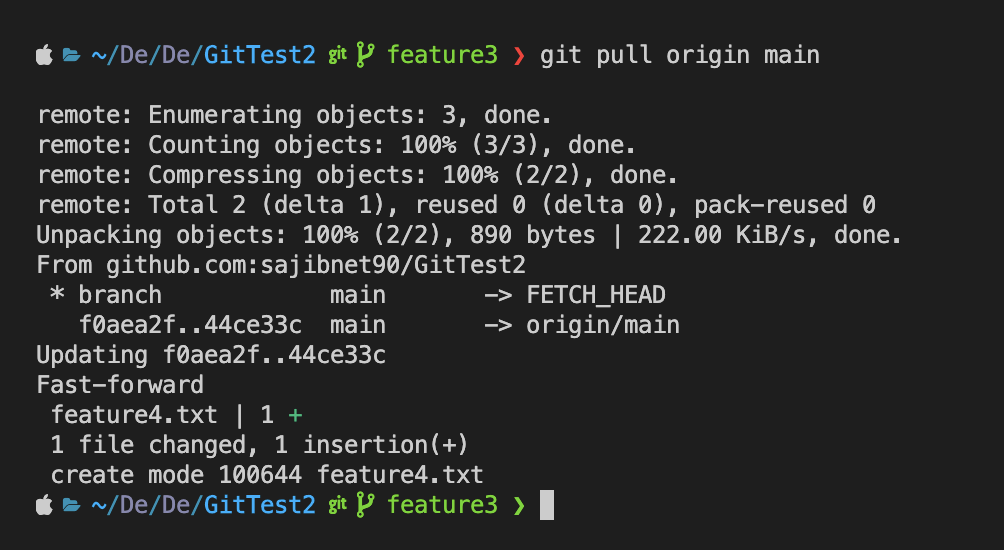 ~/De/De/GitTest2 git feature3 ❯ git pull origin main
remote: Enumerating objects: 3, done.
remote: Counting objects: 100% (3/3), done.
remote: Compressing objects: 100% (2/2), done.
remote: Total 2 (delta 1), reused 0 (delta 0), pack-reused 0
Unpacking objects: 100% (2/2), 890 bytes | 222.00 KiB/s, done.
From github.com:sajibnet90/GitTest2
 * branch            main       -> FETCH_HEAD
   f0aea2f..44ce33c  main       -> origin/main
Updating f0aea2f..44ce33c
Fast-forward
 feature4.txt | 1 +
 1 file changed, 1 insertion(+)
 create mode 100644 feature4.txt
~/De/De/GitTest2 git feature3 ❯